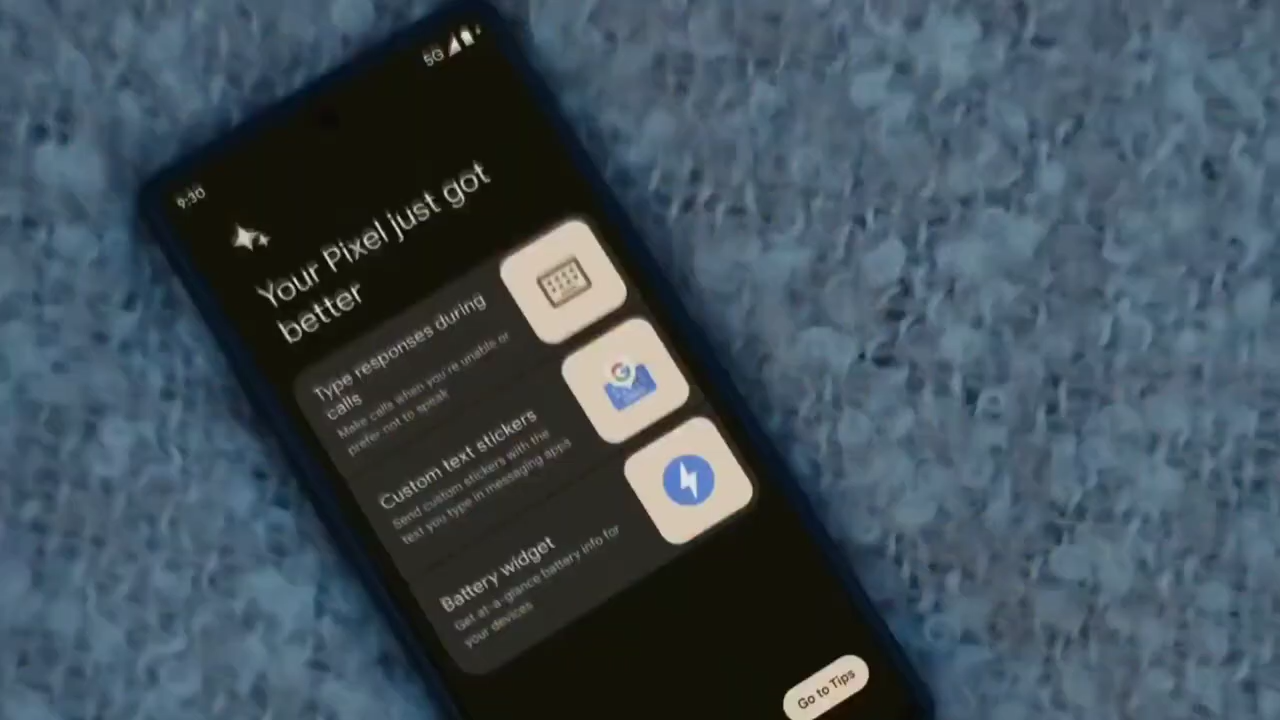 9:30
5G
Your Pixel just got
better
Type responses during
calls
Make calls when you're unable or
prefer not to speak
Custom text stickers
Send custom stickers with the
text you type in messaging apps
Battery widget
Get at-a-glance battery info for
your devices
Go to Tips